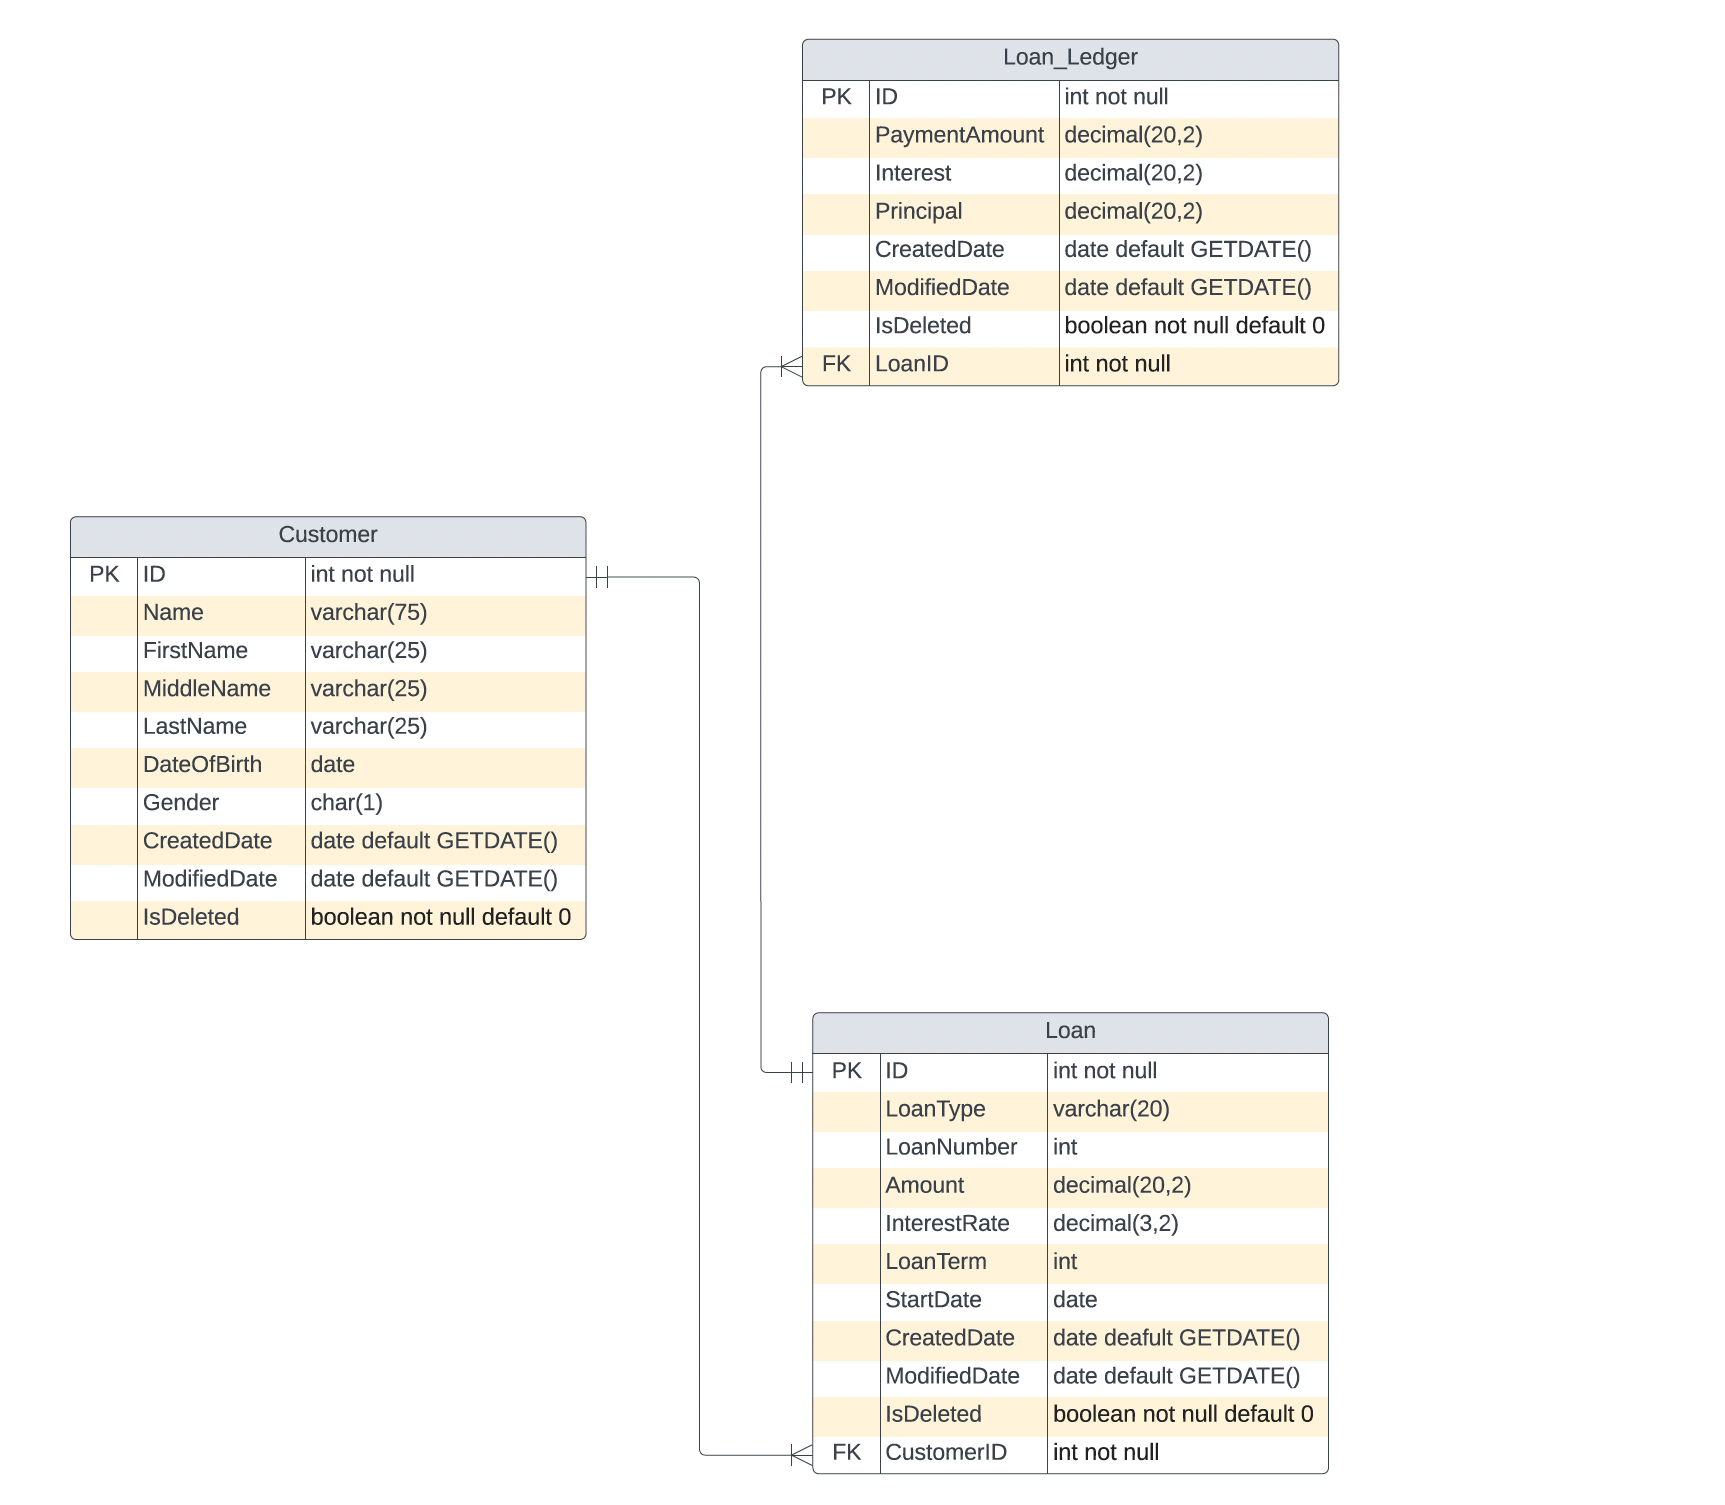 Loan_Ledger
PK ID int not null
PaymentAmount decimal(20,2)
Interest decimal(20,2)
Principal decimal(20,2)
CreatedDate date default GETDATE()
ModifiedDate date default GETDATE()
IsDeleted boolean not null default 0
FK LoanID int not null
Customer
PK ID int not null
Name varchar(75)
FirstName varchar(25)
MiddleName varchar(25)
LastName varchar(25)
DateOfBirth date
Gender char(1)
CreatedDate date default GETDATE()
ModifiedDate date default GETDATE()
IsDeleted boolean not null default 0
Loan
PK ID int not null
LoanType varchar(20)
LoanNumber int
Amount decimal(20,2)
InterestRate decimal(3,2)
LoanTerm int
StartDate date
CreatedDate date deafult GETDATE()
ModifiedDate date default GETDATE()
IsDeleted boolean not null default 0
FK CustomerID int not null